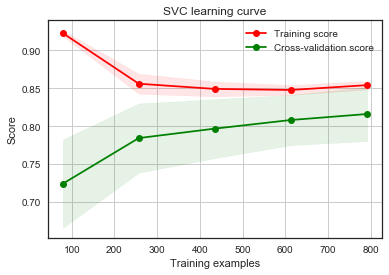 SVC learning curve
Training score
Cross-validation score
0.90
0.85
0.80
0.75
0.70
Score
100 200 300 400 500 600 700 800
Training examples